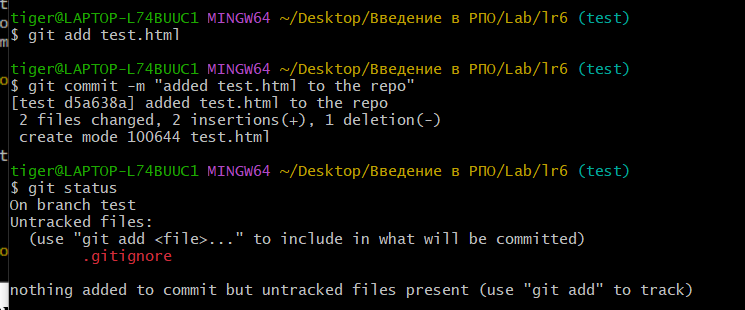 tiger@LAPTOP-L74BUUC1 MINGW64 ~/Desktop/Введение в РПО/Lab/lr6 (test)
$ git add test.html
tiger@LAPTOP-L74BUUC1 MINGW64 ~/Desktop/Введение в РПО/Lab/lr6 (test)
$ git commit -m "added test.html to the repo"
[test d5a638a] added test.html to the repo
 2 files changed, 2 insertions(+), 1 deletion(-)
 create mode 100644 test.html
tiger@LAPTOP-L74BUUC1 MINGW64 ~/Desktop/Введение в РПО/Lab/lr6 (test)
$ git status
On branch test
Untracked files:
  (use "git add <file>..." to include in what will be committed)
        .gitignore
nothing added to commit but untracked files present (use "git add" to track)